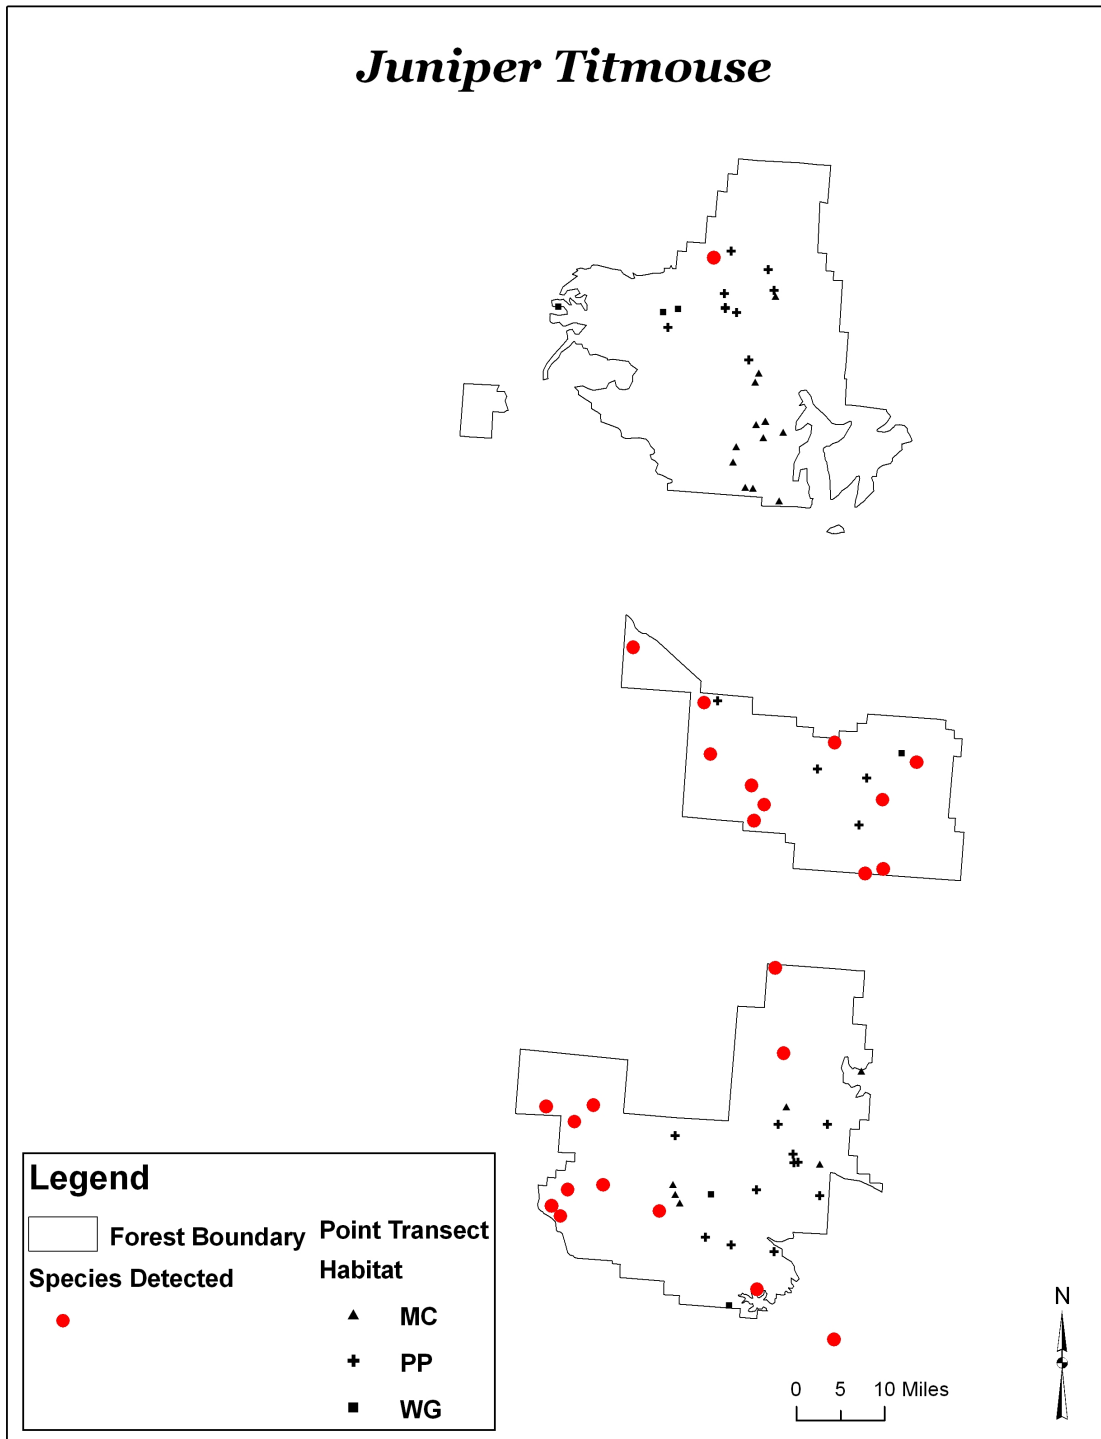 Juniper Titmouse
Legend
Forest Boundary
Species Detected
Point Transect
Habitat
MC
PP
WG
N
0 5 10 Miles